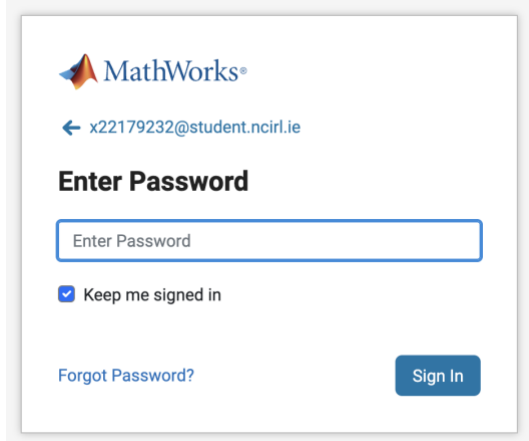 MathWorks®
x22179232@student.ncirl.ie
Enter Password
Enter Password
Keep me signed in
Forgot Password?
Sign In